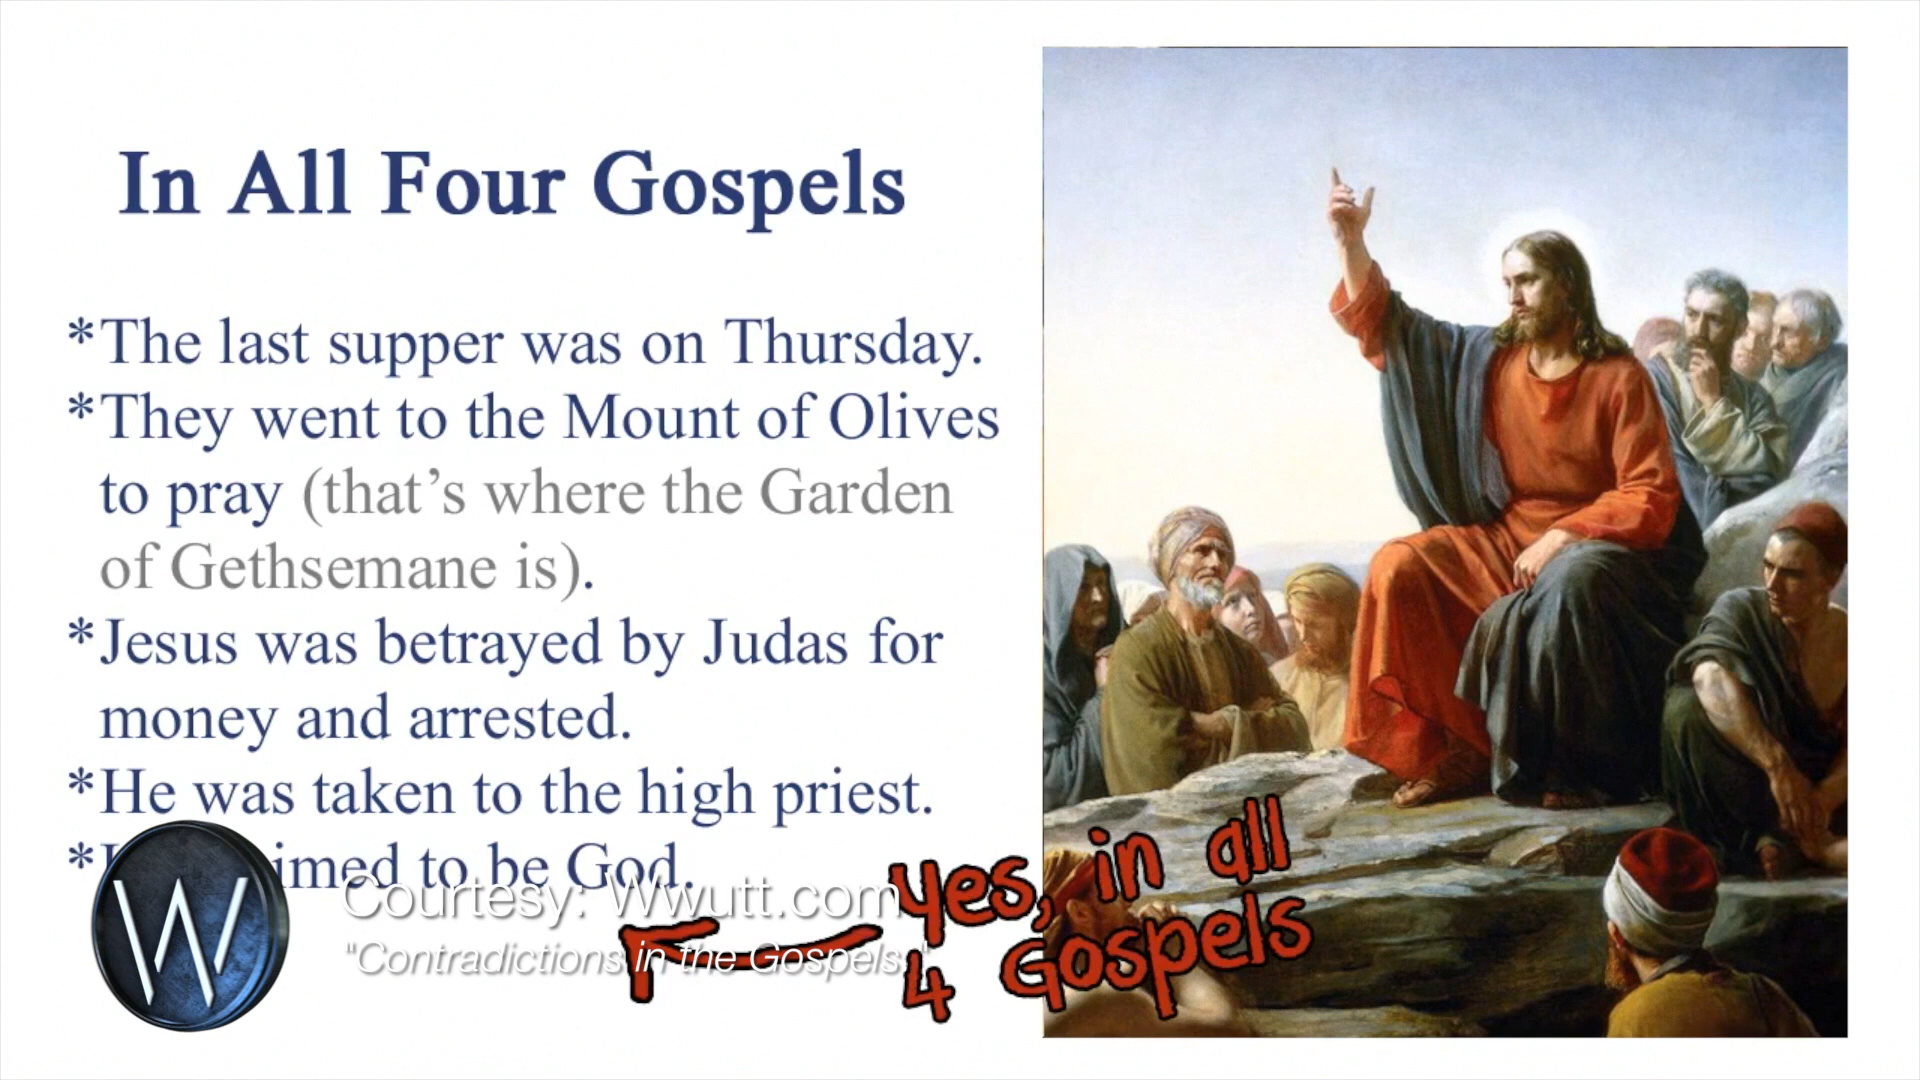 In All Four Gospels
*The last supper was on Thursday.
*They went to the Mount of Olives
to pray (that’s where the Garden
of Gethsemane is).
*Jesus was betrayed by Judas for
money and arrested.
*He was taken to the high priest.
* to be God.
W
Courtesy: Wwutt.com
"Contradictions in the Gospels."
yes, in all
4 Gospels